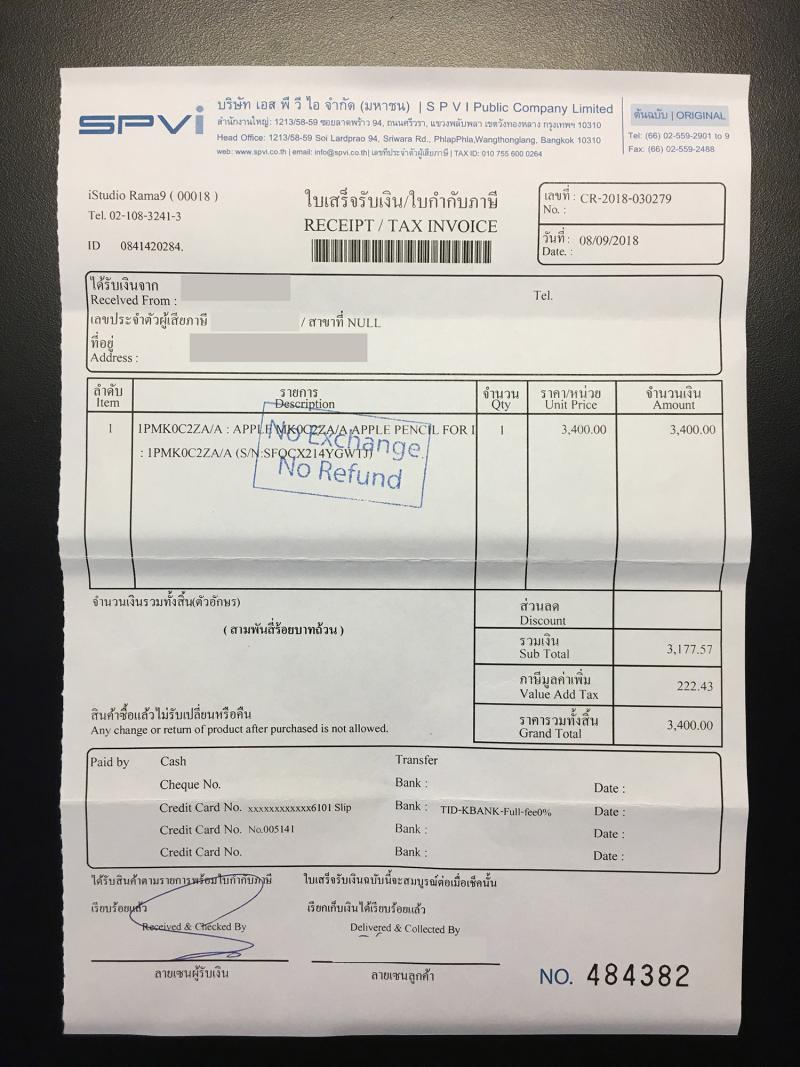 SPVi
บริษัท เอส พี วี ไอ จำกัด (มหาชน) | S P V I Public Company Limited
สำนักงานใหญ่: 1213/58-59 ซอยลาดพร้าว 94, ถนนศรีวรา, แขวงพลับพลา เขตวังทองหลาง กรุงเทพฯ 10310
Head Office: 1213/58-59 Soi Lardprao 94, Sriwara Rd., PhlapPhla,Wangthonglang, Bangkok 10310
web: www.spvi.co.th | email: info@spvi.co.th | เลขที่ประจำตัวผู้เสียภาษี | TAX ID: 010 755 600 0264
ต้นฉบับ | ORIGINAL
Tel: (66) 02-559-2901 to 9
Fax: (66) 02-559-2488
iStudio Rama9 ( 00018 )
Tel. 02-108-3241-3
ID 0841420284.
ใบเสร็จรับเงิน/ใบกำกับภาษี
RECEIPT / TAX INVOICE
เลขที่ : CR-2018-030279
No. :
วันที่ : 08/09/2018
Date. :
ได้รับเงินจาก
Received From :
Tel.
เลขประจำตัวผู้เสียภาษี / สาขาที่ NULL
ที่อยู่
Address :
ลำดับ รายการ จำนวน ราคา/หน่วย จำนวนเงิน
Item Description Qty Unit Price Amount
1 1PMK0C2ZA/A : APPLE MK0C2ZA/A APPLE PENCIL FOR I 1 3,400.00 3,400.00
: 1PMK0C2ZA/A (S/N:SFQCX214YGWTJ)
No Exchange
No Refund
จำนวนเงินรวมทั้งสิ้น(ตัวอักษร)
( สามพันสี่ร้อยบาทถ้วน )
ส่วนลด
Discount
รวมเงิน
Sub Total 3,177.57
ภาษีมูลค่าเพิ่ม
Value Add Tax 222.43
ราคารวมทั้งสิ้น
Grand Total 3,400.00
สินค้าซื้อแล้วไม่รับเปลี่ยนหรือคืน
Any change or return of product after purchased is not allowed.
Paid by Cash Transfer
Cheque No. Bank : Date :
Credit Card No. xxxxxxxxxxxx6101 Slip Bank : TID-KBANK-Full-fee0% Date :
Credit Card No. No.005141 Bank : Date :
Credit Card No. Bank : Date :
ได้รับสินค้าตามรายการพร้อมใบกำกับภาษี ใบเสร็จรับเงินฉบับนี้จะสมบูรณ์ต่อเมื่อเช็คนั้น
เรียบร้อยแล้ว เรียกเก็บเงินได้เรียบร้อยแล้ว
Received & Checked By Delivered & Collected By
ลายเซนผู้รับเงิน ลายเซนลูกค้า
NO. 484382